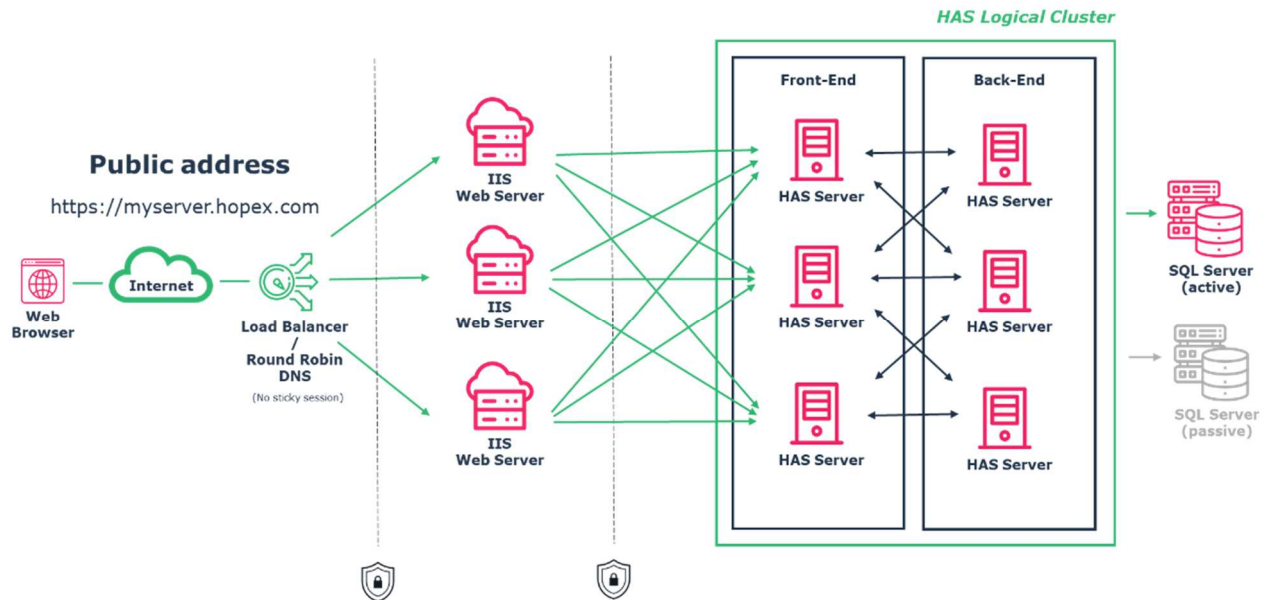 HAS Logical Cluster
Public address
https://myserver.hopex.com
Web
Browser
Internet
Load Balancer
/
Round Robin
DNS
(No sticky session)
IIS
Web Server
IIS
Web Server
IIS
Web Server
Front-End
HAS Server
HAS Server
HAS Server
Back-End
HAS Server
HAS Server
HAS Server
SQL Server
(active)
SQL Server
(passive)